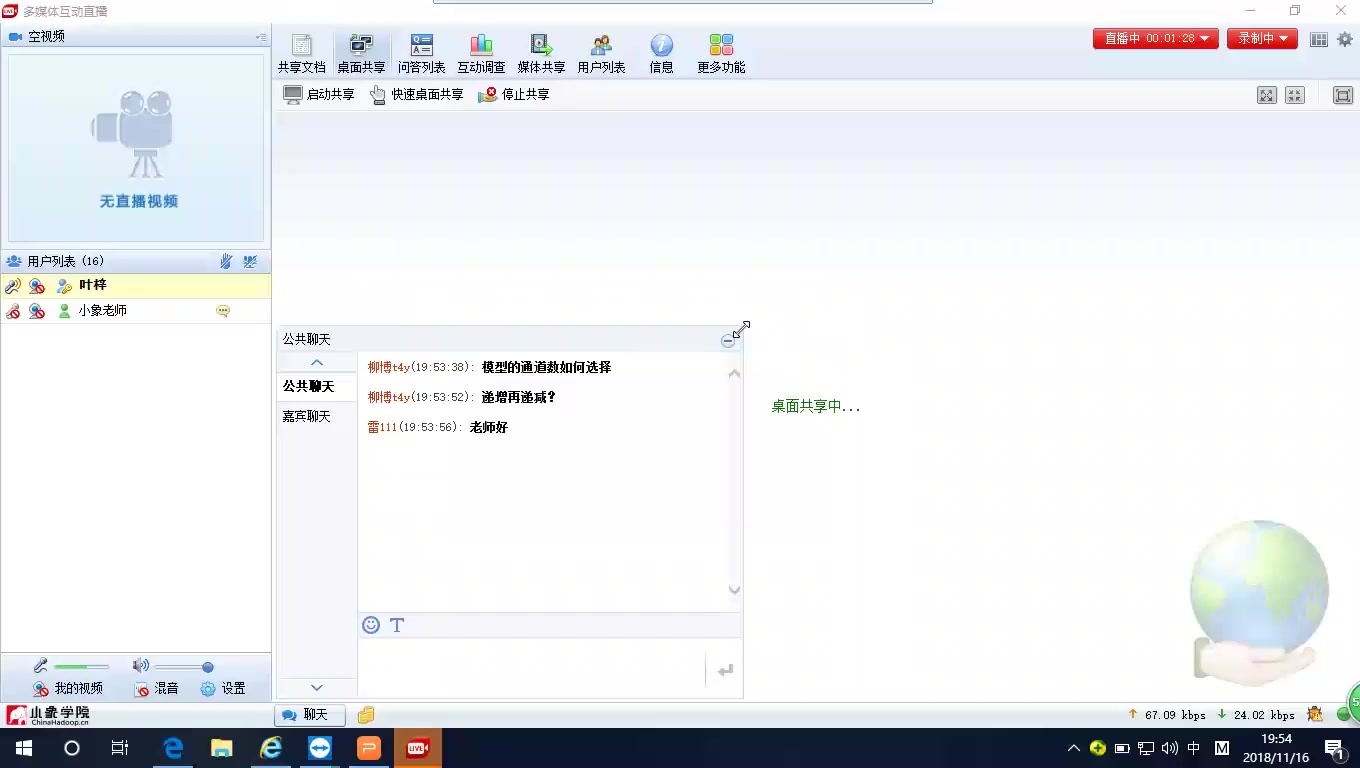 多媒体互动直播
空视频
无直播视频
用户列表 (16)
叶梓
小象老师
我的视频 混音 设置
小象学院
ChinaHadoop.cn
共享文档 桌面共享 问答列表 互动调查 媒体共享 用户列表 信息 更多功能
直播中 00:01:28 录制中
启动共享 快速桌面共享 停止共享
公共聊天
公共聊天
嘉宾聊天
柳博t4y(19:53:38): 模型的通道数如何选择
柳博t4y(19:53:52): 递增再递减?
雷111(19:53:56): 老师好
T
桌面共享中...
聊天
67.09 kbps 24.02 kbps
5
LIVE
中 M
19:54
2018/11/16
1